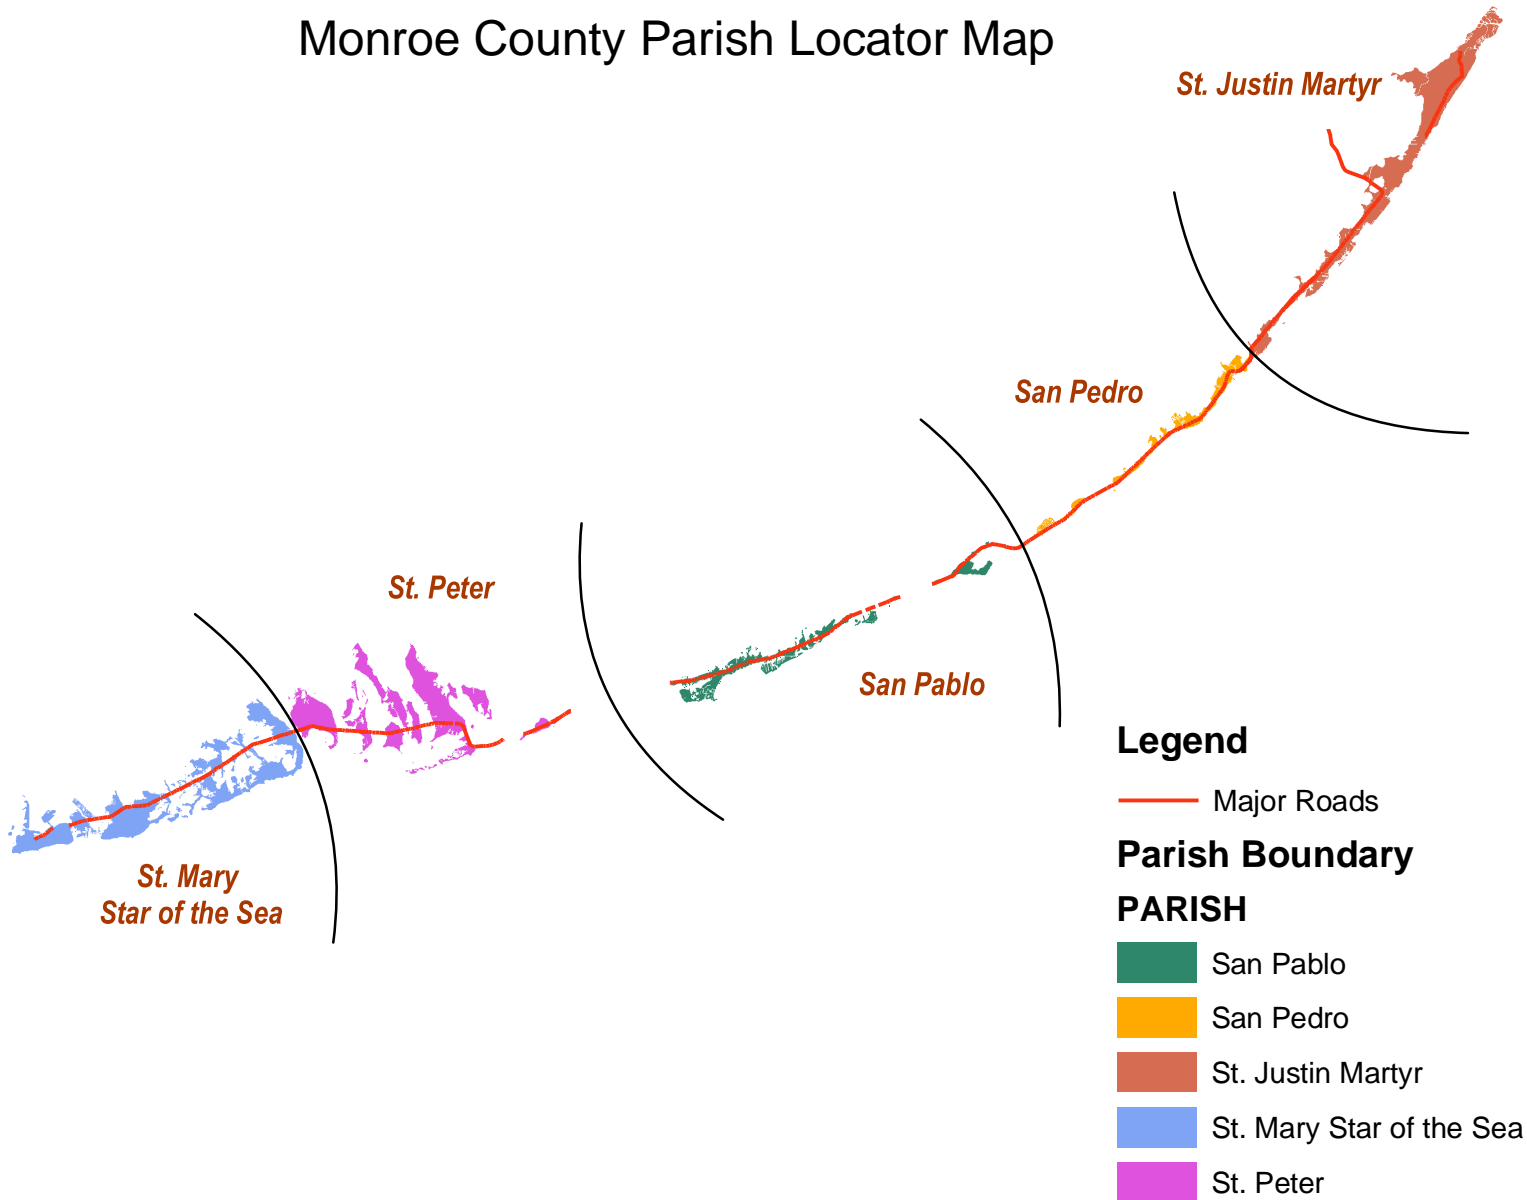 Monroe County Parish Locator Map
St. Justin Martyr
San Pedro
St. Peter
San Pablo
St. Mary
Star of the Sea
Legend
Major Roads
Parish Boundary
PARISH
San Pablo
San Pedro
St. Justin Martyr
St. Mary Star of the Sea
St. Peter